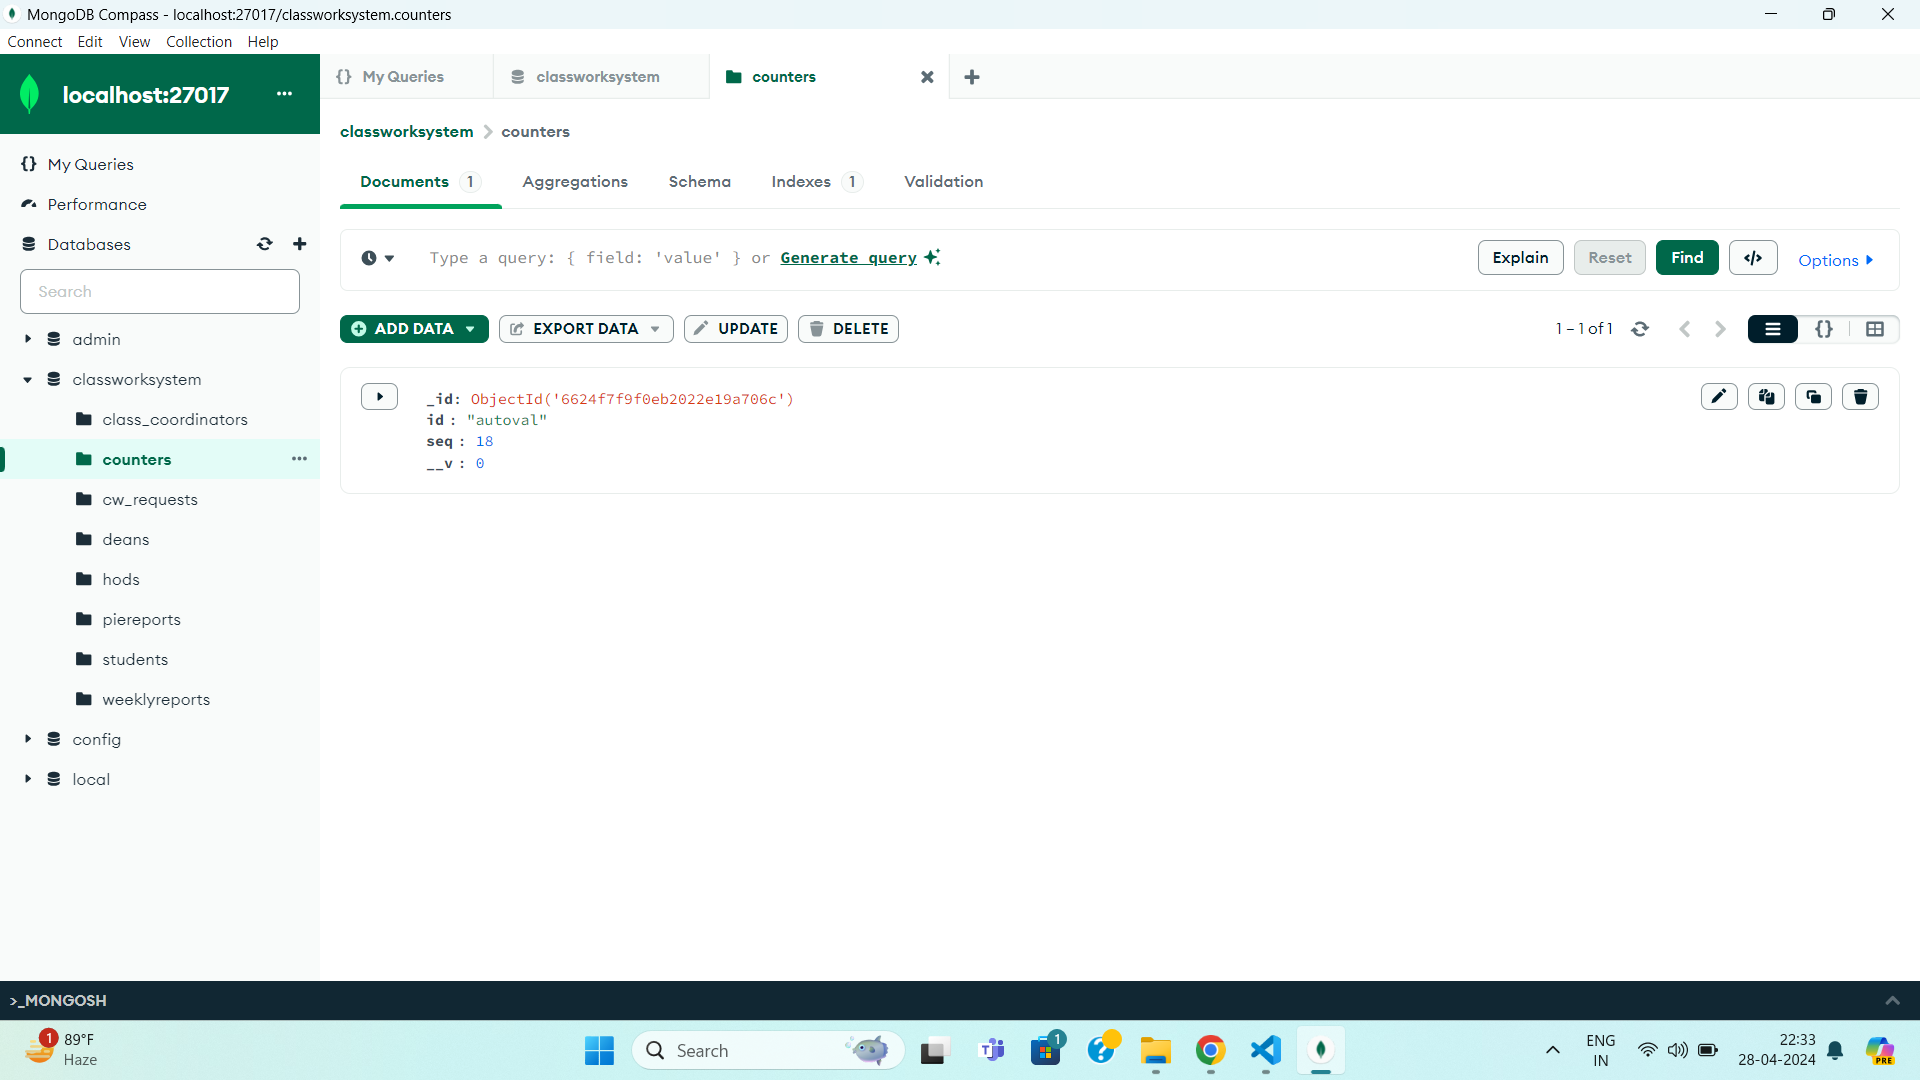 MongoDB Compass - localhost:27017/classworksystem.counters
Connect Edit View Collection Help
localhost:27017 ...
{} My Queries
classworksystem
counters
{} My Queries
Performance
Databases
Search
admin
classworksystem
class_coordinators
counters ...
cw_requests
deans
hods
piereports
students
weeklyreports
config
local
classworksystem > counters
Documents 1 Aggregations Schema Indexes 1 Validation
Type a query: { field: 'value' } or Generate query
Explain Reset Find </> Options
ADD DATA EXPORT DATA UPDATE DELETE
1 – 1 of 1 {}
_id: ObjectId('6624f7f9f0eb2022e19a706c')
id : "autoval"
seq : 18
__v : 0
>_MONGOSH
1 89°F
Haze
Search
1
ENG
IN
22:33
28-04-2024
PRE